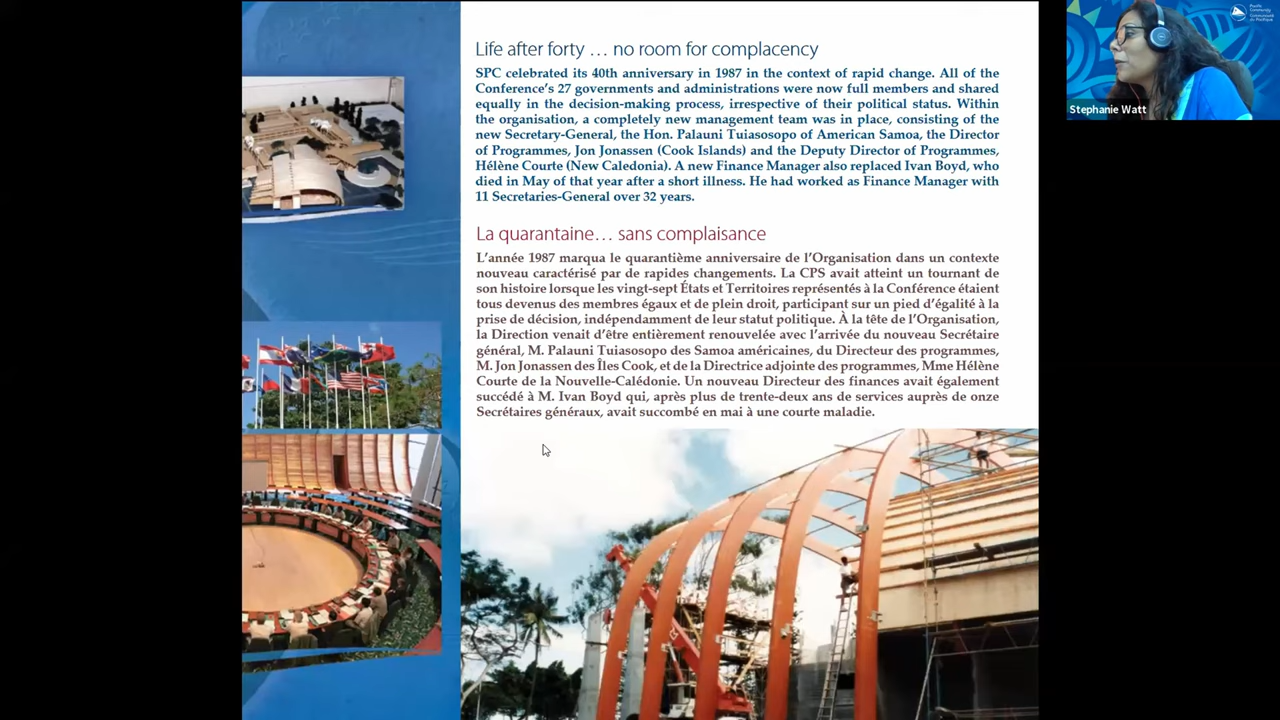 Life after forty … no room for complacency
SPC celebrated its 40th anniversary in 1987 in the context of rapid change. All of the
Conference’s 27 governments and administrations were now full members and shared
equally in the decision-making process, irrespective of their political status. Within
the organisation, a completely new management team was in place, consisting of the
new Secretary-General, the Hon. Palauni Tuiasosopo of American Samoa, the Director
of Programmes, Jon Jonassen (Cook Islands) and the Deputy Director of Programmes,
Hélène Courte (New Caledonia). A new Finance Manager also replaced Ivan Boyd, who
died in May of that year after a short illness. He had worked as Finance Manager with
11 Secretaries-General over 32 years.
La quarantaine… sans complaisance
L’année 1987 marqua le quarantième anniversaire de l’Organisation dans un contexte
nouveau caractérisé par de rapides changements. La CPS avait atteint un tournant de
son histoire lorsque les vingt-sept États et Territoires représentés à la Conférence étaient
tous devenus des membres égaux et de plein droit, participant sur un pied d’égalité à la
prise de décision, indépendamment de leur statut politique. À la tête de l’Organisation,
la Direction venait d’être entièrement renouvelée avec l’arrivée du nouveau Secrétaire
général, M. Palauni Tuiasosopo des Samoa américaines, du Directeur des programmes,
M. Jon Jonassen des Îles Cook, et de la Directrice adjointe des programmes, Mme Hélène
Courte de la Nouvelle-Calédonie. Un nouveau Directeur des finances avait également
succédé à M. Ivan Boyd qui, après plus de trente-deux ans de services auprès de onze
Secrétaires généraux, avait succombé en mai à une courte maladie.
Pacific
Community
Communauté
du Pacifique
Stephanie Watt